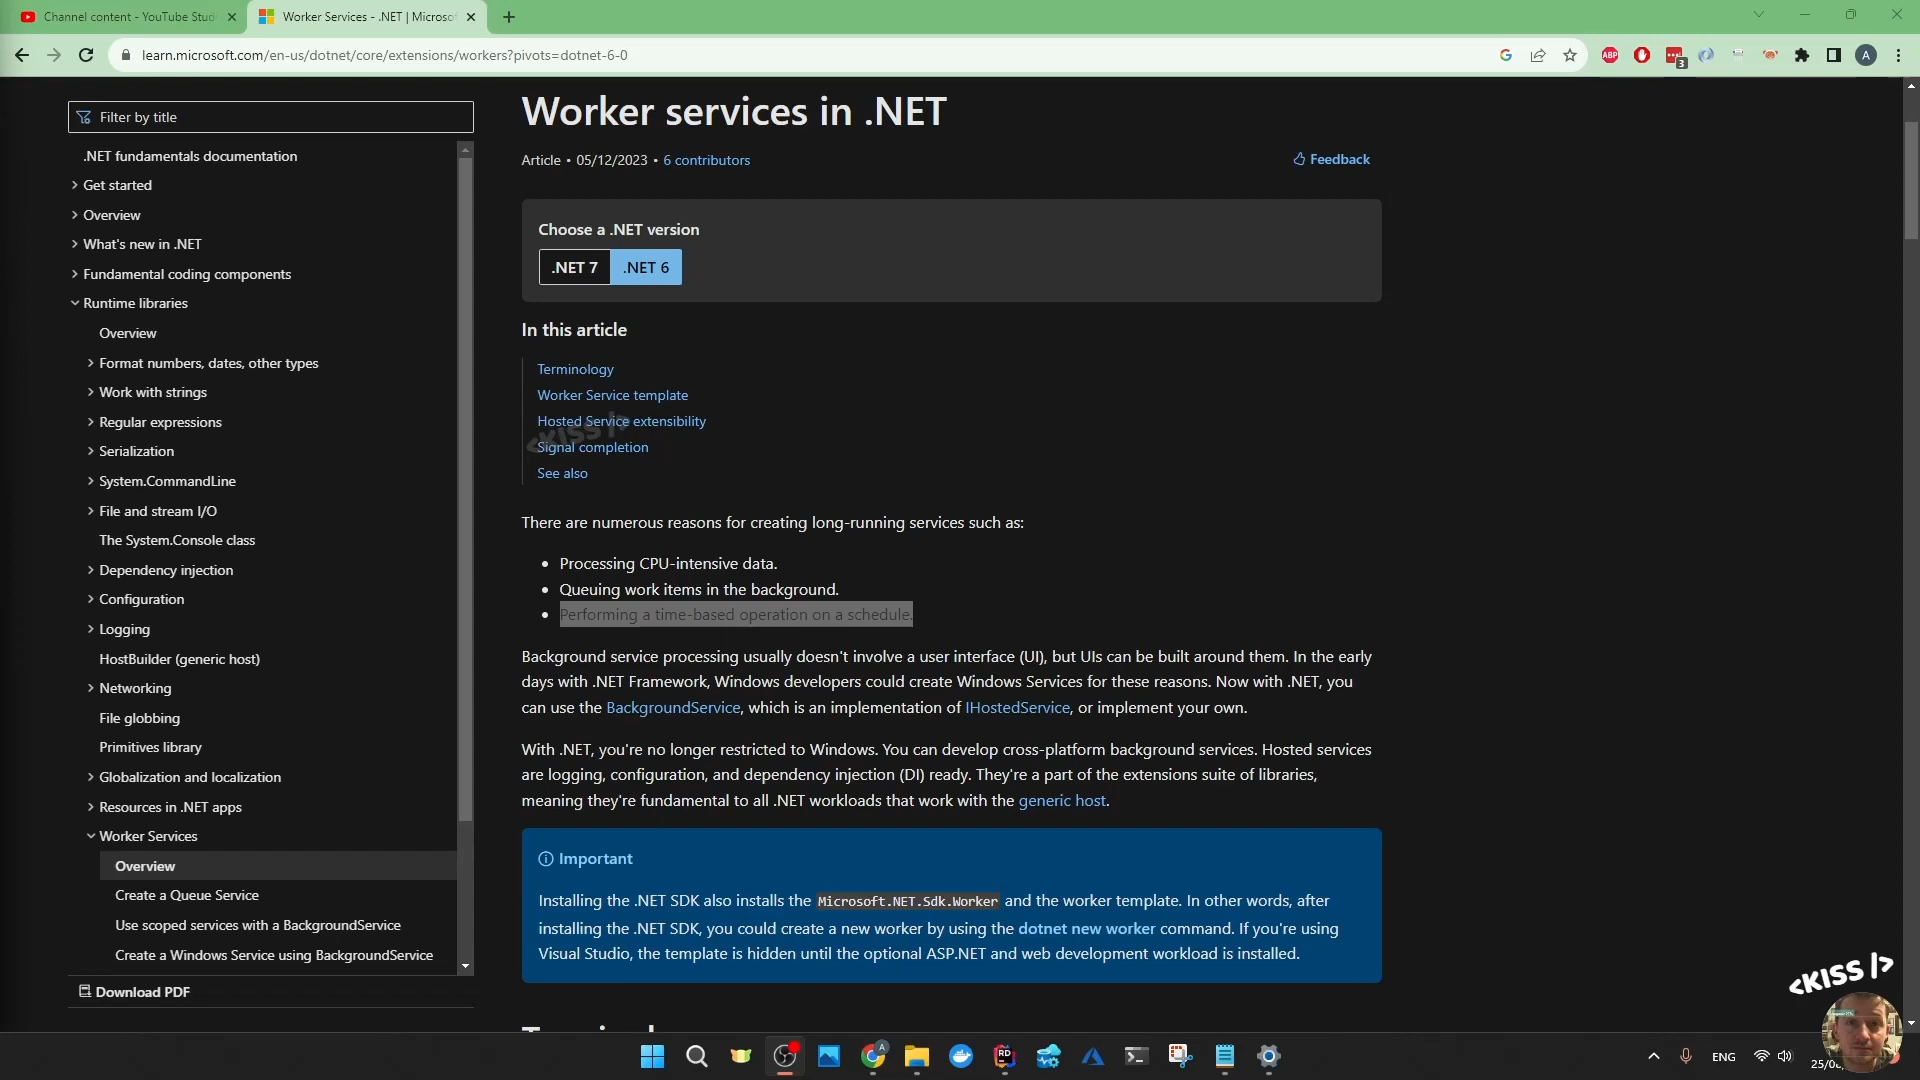 Channel content - YouTube Stud
Worker Services - .NET | Microsof
learn.microsoft.com/en-us/dotnet/core/extensions/workers?pivots=dotnet-6-0
ABP
3
A
Filter by title
.NET fundamentals documentation
Get started
Overview
What's new in .NET
Fundamental coding components
Runtime libraries
Overview
Format numbers, dates, other types
Work with strings
Regular expressions
Serialization
System.CommandLine
File and stream I/O
The System.Console class
Dependency injection
Configuration
Logging
HostBuilder (generic host)
Networking
File globbing
Primitives library
Globalization and localization
Resources in .NET apps
Worker Services
Overview
Create a Queue Service
Use scoped services with a BackgroundService
Create a Windows Service using BackgroundService
Download PDF
Worker services in .NET
Article • 05/12/2023 • 6 contributors
Feedback
Choose a .NET version
.NET 7
.NET 6
In this article
Terminology
Worker Service template
Hosted Service extensibility
<KISS />
Signal completion
See also
There are numerous reasons for creating long-running services such as:
• Processing CPU-intensive data.
• Queuing work items in the background.
• Performing a time-based operation on a schedule.
Background service processing usually doesn't involve a user interface (UI), but UIs can be built around them. In the early
days with .NET Framework, Windows developers could create Windows Services for these reasons. Now with .NET, you
can use the BackgroundService, which is an implementation of IHostedService, or implement your own.
With .NET, you're no longer restricted to Windows. You can develop cross-platform background services. Hosted services
are logging, configuration, and dependency injection (DI) ready. They're a part of the extensions suite of libraries,
meaning they're fundamental to all .NET workloads that work with the generic host.
Important
Installing the .NET SDK also installs the Microsoft.NET.Sdk.Worker and the worker template. In other words, after
installing the .NET SDK, you could create a new worker by using the dotnet new worker command. If you're using
Visual Studio, the template is hidden until the optional ASP.NET and web development workload is installed.
<KISS />
A
RD
ENG